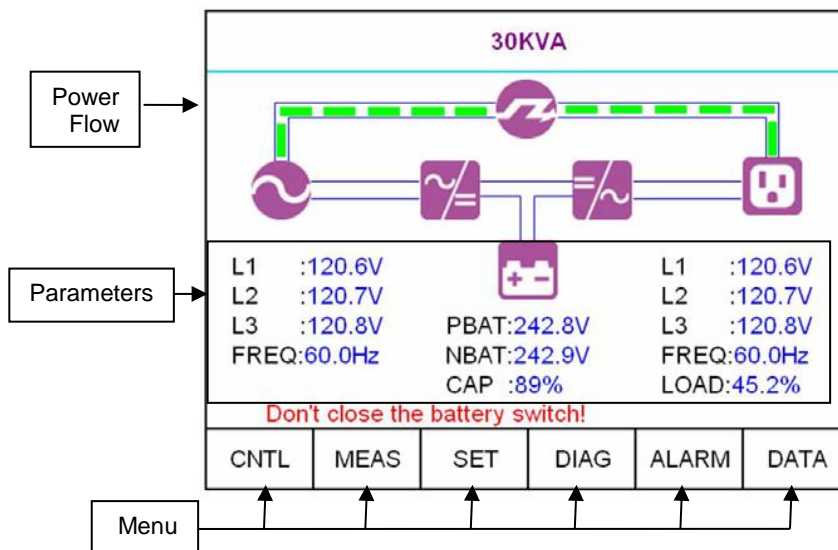 30KVA
Power
Flow
Parameters
L1 :120.6V
L2 :120.7V
L3 :120.8V
FREQ:60.0Hz
PBAT:242.8V
NBAT:242.9V
CAP :89%
L1 :120.6V
L2 :120.7V
L3 :120.8V
FREQ:60.0Hz
LOAD:45.2%
Don't close the battery switch!
CNTL MEAS SET DIAG ALARM DATA
Menu